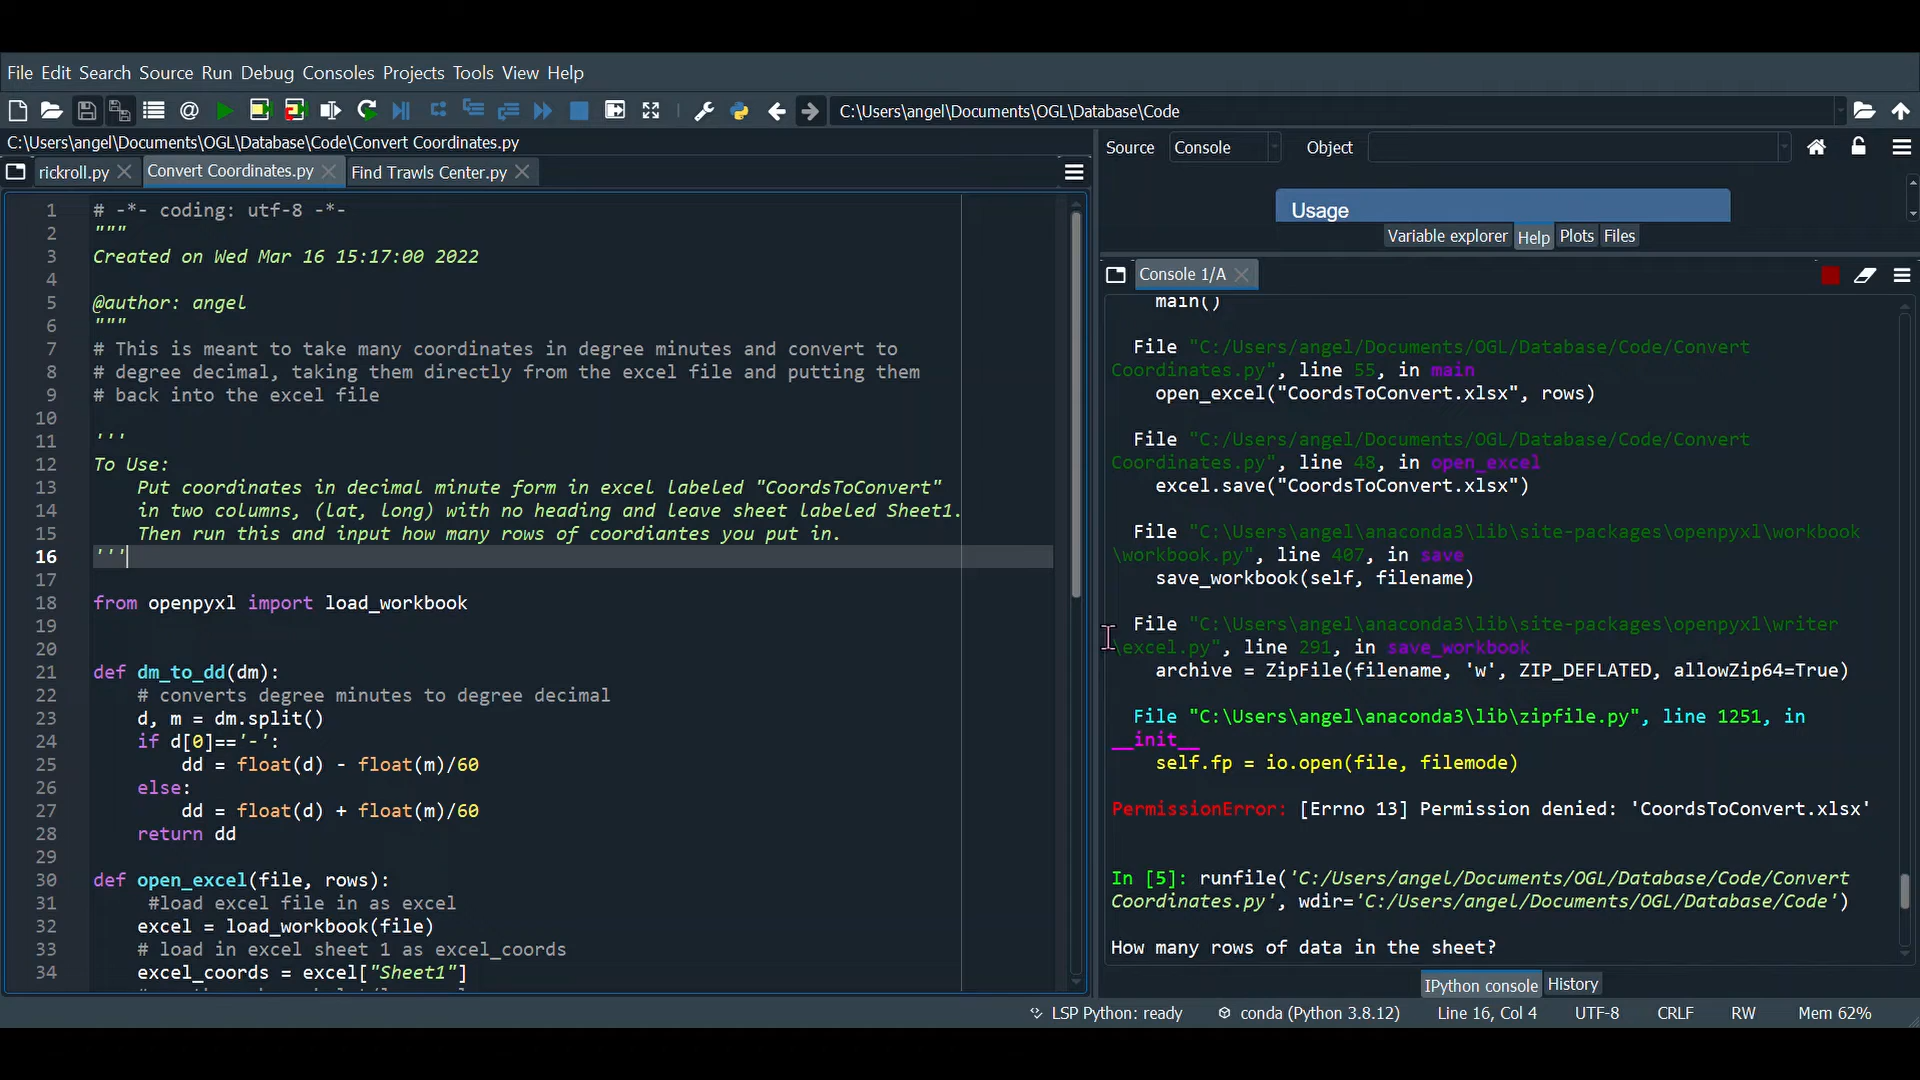 File Edit Search Source Run Debug Consoles Projects Tools View Help
C:\Users\angel\Documents\OGL\Database\Code
C:\Users\angel\Documents\OGL\Database\Code\Convert Coordinates.py
rickroll.py Convert Coordinates.py Find Trawls Center.py
1 # -*- coding: utf-8 -*-
2 """
3 Created on Wed Mar 16 15:17:00 2022
4
5 @author: angel
6 """
7 # This is meant to take many coordinates in degree minutes and convert to
8 # degree decimal, taking them directly from the excel file and putting them
9 # back into the excel file
10
11 '''
12 To Use:
13 Put coordinates in decimal minute form in excel labeled "CoordsToConvert"
14 in two columns, (lat, long) with no heading and leave sheet labeled Sheet1.
15 Then run this and input how many rows of coordiantes you put in.
16 '''
17
18 from openpyxl import load_workbook
19
20
21 def dm_to_dd(dm):
22 # converts degree minutes to degree decimal
23 d, m = dm.split()
24 if d[0]=='-':
25 dd = float(d) - float(m)/60
26 else:
27 dd = float(d) + float(m)/60
28 return dd
29
30 def open_excel(file, rows):
31 #load excel file in as excel
32 excel = load_workbook(file)
33 # load in excel sheet 1 as excel_coords
34 excel_coords = excel["Sheet1"]
Source Console Object
Usage
Variable explorer Help Plots Files
Console 1/A
main()
File "C:/Users/angel/Documents/OGL/Database/Code/Convert
Coordinates.py", line 55, in main
open_excel("CoordsToConvert.xlsx", rows)
File "C:/Users/angel/Documents/OGL/Database/Code/Convert
Coordinates.py", line 48, in open_excel
excel.save("CoordsToConvert.xlsx")
File "C:\Users\angel\anaconda3\lib\site-packages\openpyxl\workbook
\workbook.py", line 407, in save
save_workbook(self, filename)
File "C:\Users\angel\anaconda3\lib\site-packages\openpyxl\writer
\excel.py", line 291, in save_workbook
archive = ZipFile(filename, 'w', ZIP_DEFLATED, allowZip64=True)
File "C:\Users\angel\anaconda3\lib\zipfile.py", line 1251, in
__init__
self.fp = io.open(file, filemode)
PermissionError: [Errno 13] Permission denied: 'CoordsToConvert.xlsx'
In [5]: runfile('C:/Users/angel/Documents/OGL/Database/Code/Convert
Coordinates.py', wdir='C:/Users/angel/Documents/OGL/Database/Code')
How many rows of data in the sheet?
IPython console History
LSP Python: ready conda (Python 3.8.12) Line 16, Col 4 UTF-8 CRLF RW Mem 62%